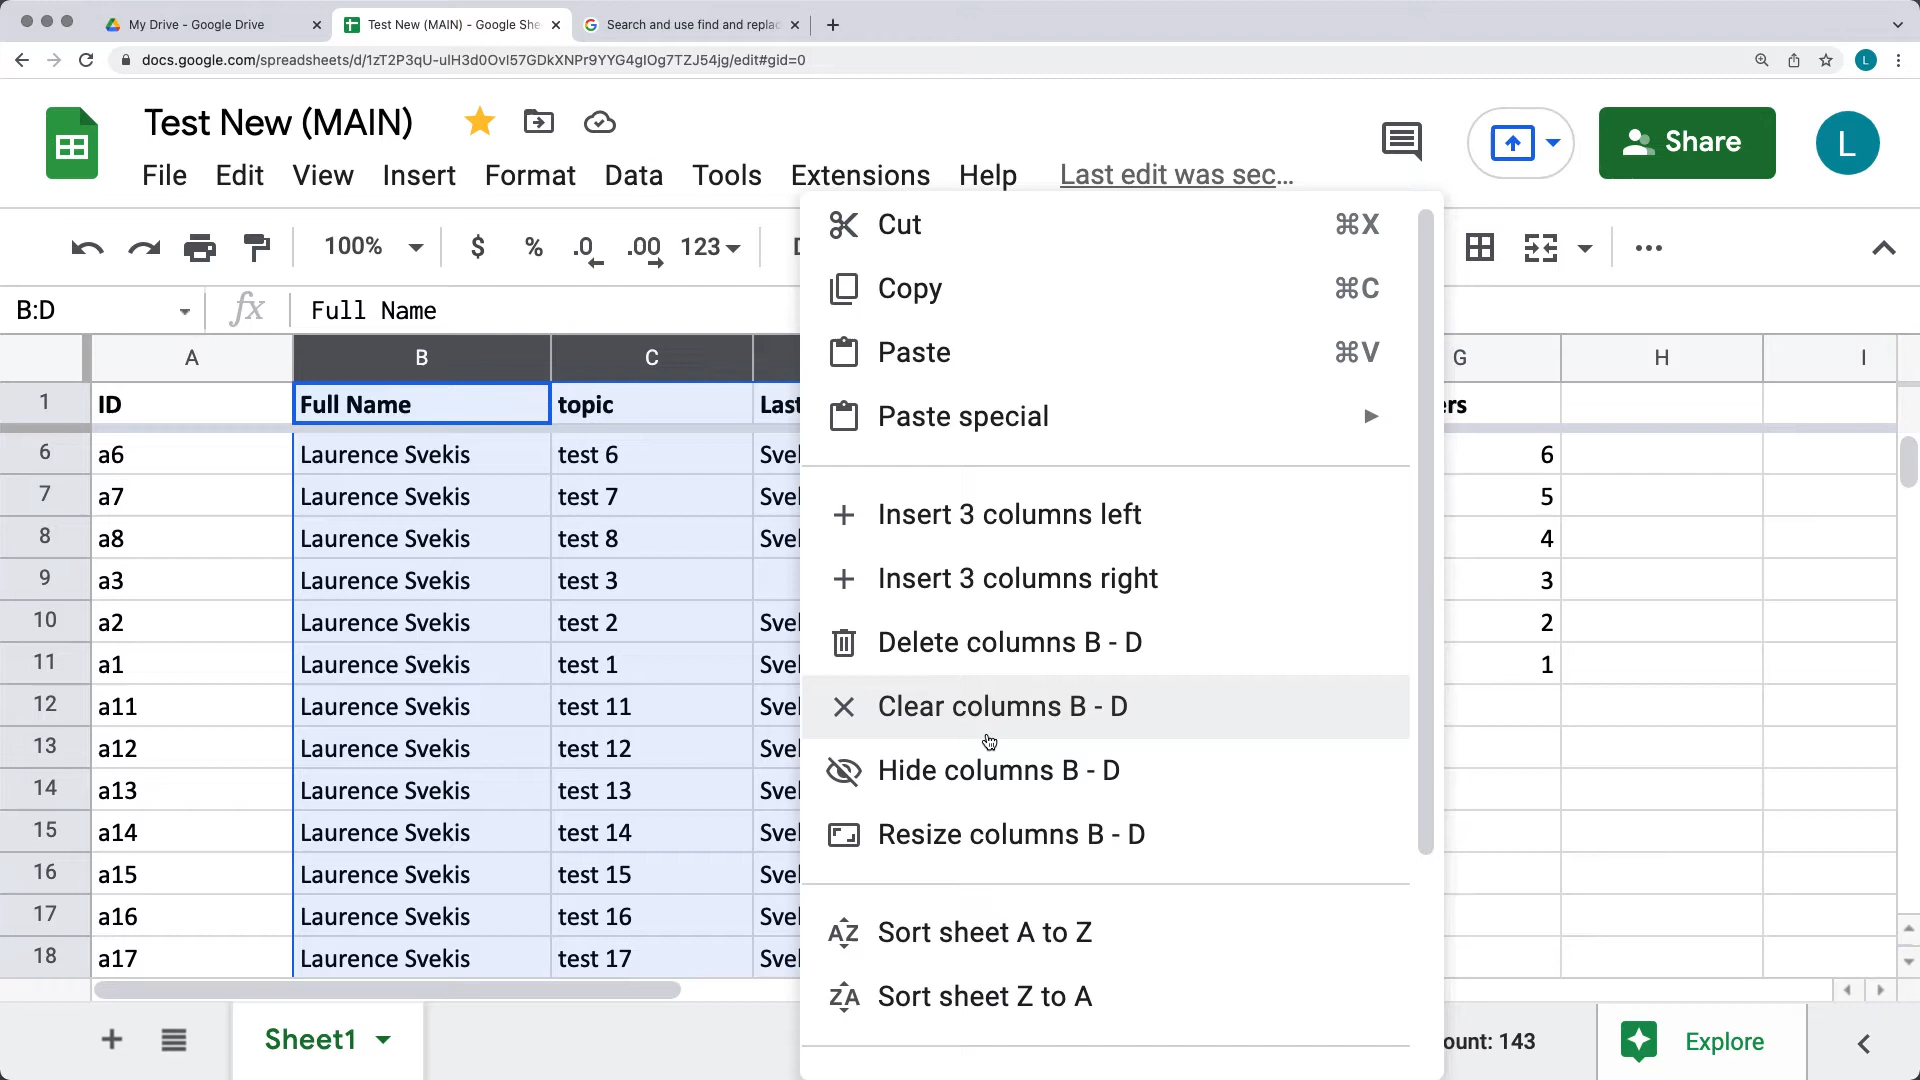 My Drive - Google Drive
Test New (MAIN) - Google She
Search and use find and replac
docs.google.com/spreadsheets/d/1zT2P3qU-uIH3d0OvI57GDkXNPr9YYG4gIOg7TZJ54jg/edit#gid=0
L
Test New (MAIN)
Share
L
File Edit View Insert Format Data Tools Extensions Help Last edit was sec...
100% $ % .0 .00 123
B:D fx Full Name
A B C G H I
1 ID Full Name topic Last ers
6 a6 Laurence Svekis test 6 Svel 6
7 a7 Laurence Svekis test 7 Svel 5
8 a8 Laurence Svekis test 8 Svel 4
9 a3 Laurence Svekis test 3 3
10 a2 Laurence Svekis test 2 Svel 2
11 a1 Laurence Svekis test 1 Svel 1
12 a11 Laurence Svekis test 11 Svel
13 a12 Laurence Svekis test 12 Svel
14 a13 Laurence Svekis test 13 Svel
15 a14 Laurence Svekis test 14 Svel
16 a15 Laurence Svekis test 15 Svel
17 a16 Laurence Svekis test 16 Svel
18 a17 Laurence Svekis test 17 Svel
Cut ⌘X
Copy ⌘C
Paste ⌘V
Paste special
Insert 3 columns left
Insert 3 columns right
Delete columns B - D
Clear columns B - D
Hide columns B - D
Resize columns B - D
AZ Sort sheet A to Z
ZA Sort sheet Z to A
Sheet1
ount: 143
Explore